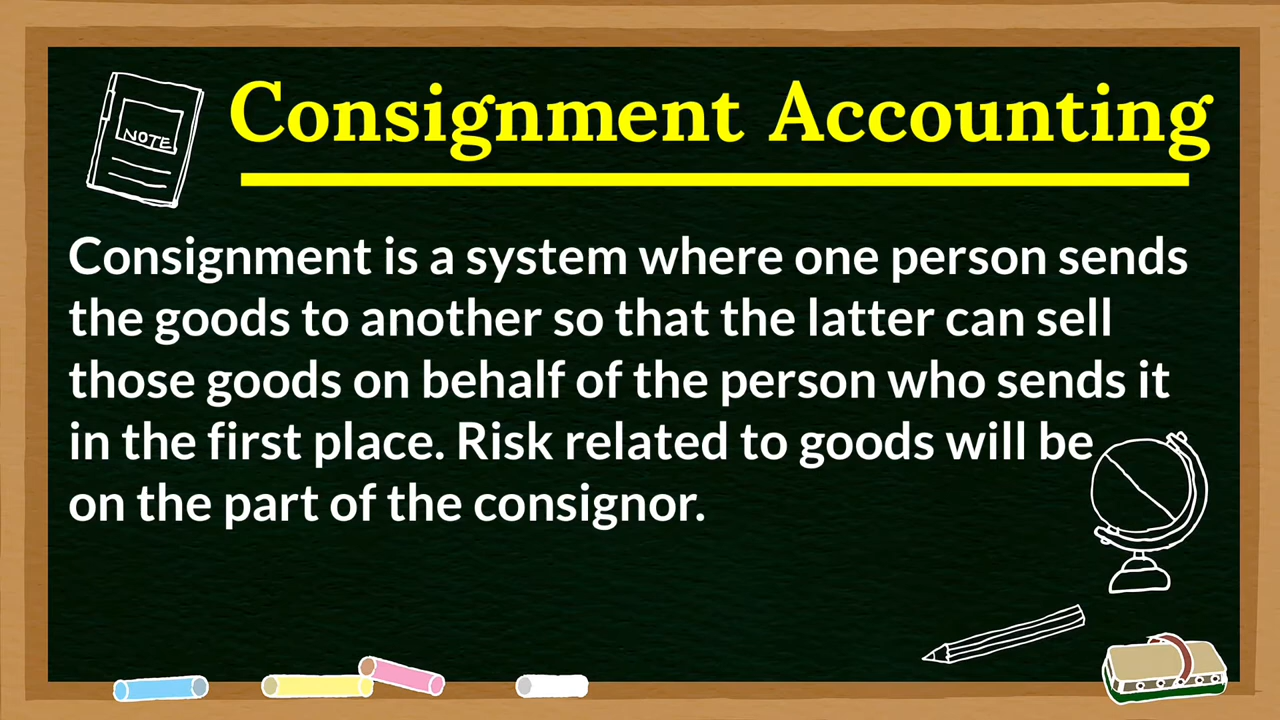 NOTE
Consignment Accounting
Consignment is a system where one person sends
the goods to another so that the latter can sell
those goods on behalf of the person who sends it
in the first place. Risk related to goods will be
on the part of the consignor.